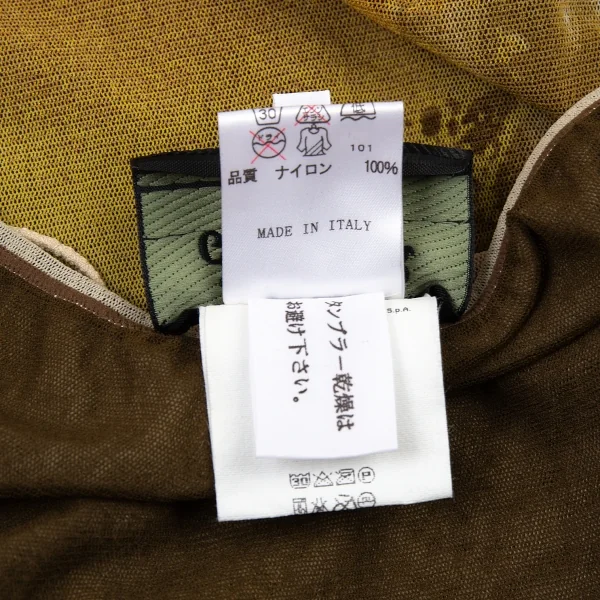 30
101
品質 ナイロン 100%
MADE IN ITALY
S.p.A.
タンブラー乾燥は
お避け下さい。
30
P